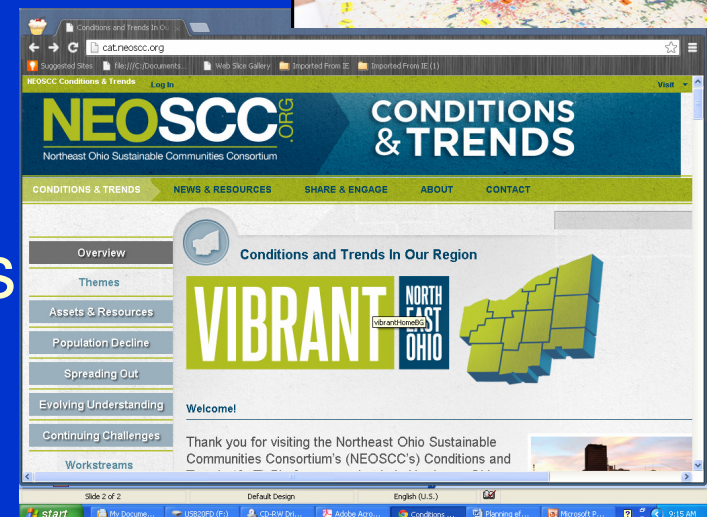 Conditions and Trends In Ou
cat.neoscc.org
Suggested Sites file:///C:/Documents... Web Slice Gallery Imported From IE Imported From IE (1)
NEOSCC Conditions & Trends Log In Visit
NEOSCC.ORG
Northeast Ohio Sustainable Communities Consortium
CONDITIONS
& TRENDS
CONDITIONS & TRENDS NEWS & RESOURCES SHARE & ENGAGE ABOUT CONTACT
Overview
Themes
Assets & Resources
Population Decline
Spreading Out
Evolving Understanding
Continuing Challenges
Workstreams
Conditions and Trends In Our Region
VIBRANT
NORTH
EAST
OHIO
vibrantHomeBG
Welcome!
Thank you for visiting the Northeast Ohio Sustainable
Communities Consortium's (NEOSCC's) Conditions and
s
Slide 2 of 2 Default Design English (U.S.)
start My Docume... USB20FD (F:) CD-RW Dri... Adobe Acro... Conditions ... Planning ef... Microsoft P... 9:15 AM